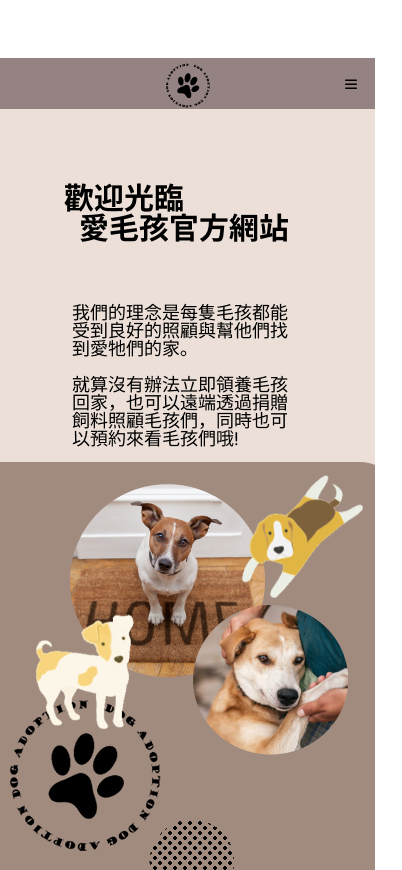 DOG ADOPTION DOG ADOPTION
歡迎光臨
愛毛孩官方網站
我們的理念是每隻毛孩都能
受到良好的照顧與幫他們找
到愛牠們的家。
就算沒有辦法立即領養毛孩
回家，也可以遠端透過捐贈
飼料照顧毛孩們，同時也可
以預約來看毛孩們哦!
HOME
DOG ADOPTION DOG ADOPTION DOG ADOPTION